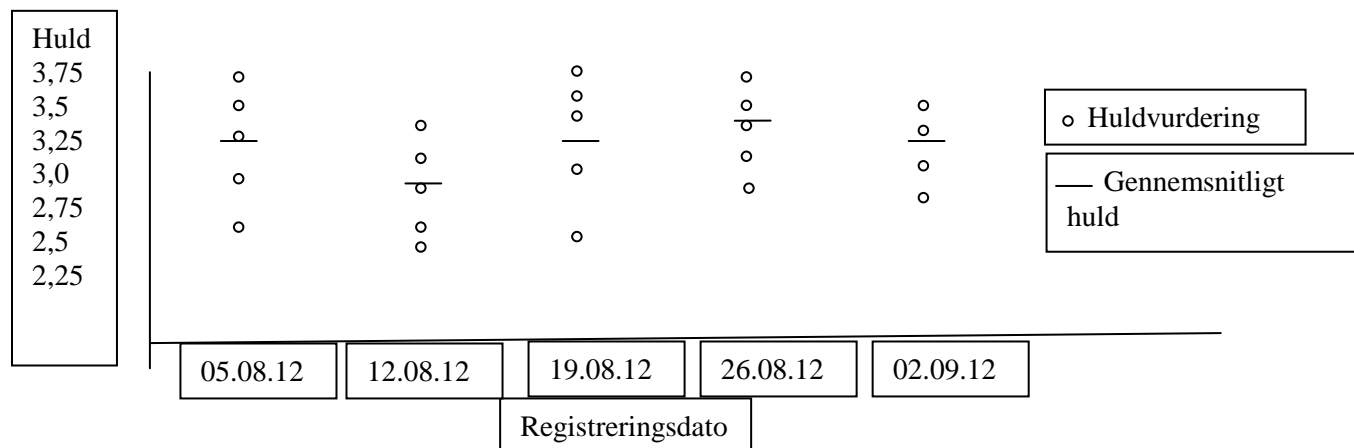 Huld
3,75
3,5
3,25
3,0
2,75
2,5
2,25
Huldvurdering
Gennemsnitligt
huld
05.08.12
12.08.12
19.08.12
26.08.12
02.09.12
Registreringsdato